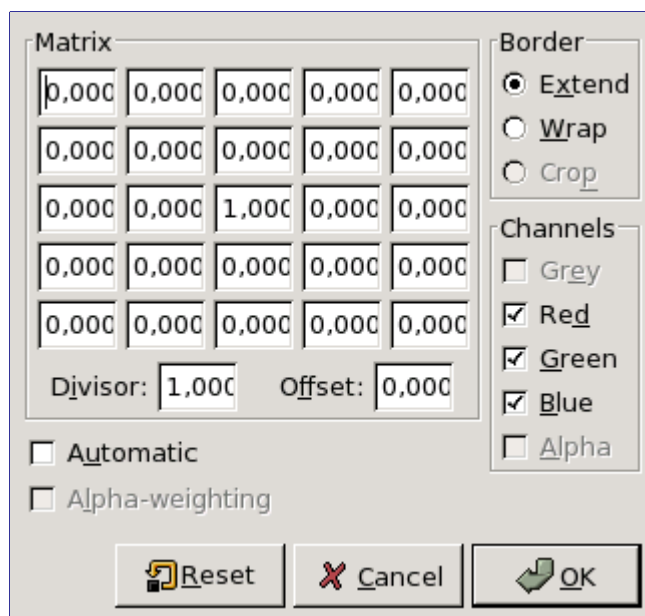 Matrix
0,000 0,000 0,000 0,000 0,000
0,000 0,000 0,000 0,000 0,000
0,000 0,000 1,000 0,000 0,000
0,000 0,000 0,000 0,000 0,000
0,000 0,000 0,000 0,000 0,000
Divisor: 1,000 Offset: 0,000
Border
Extend
Wrap
Crop
Channels
Grey
Red
Green
Blue
Alpha
Automatic
Alpha-weighting
Reset Cancel OK